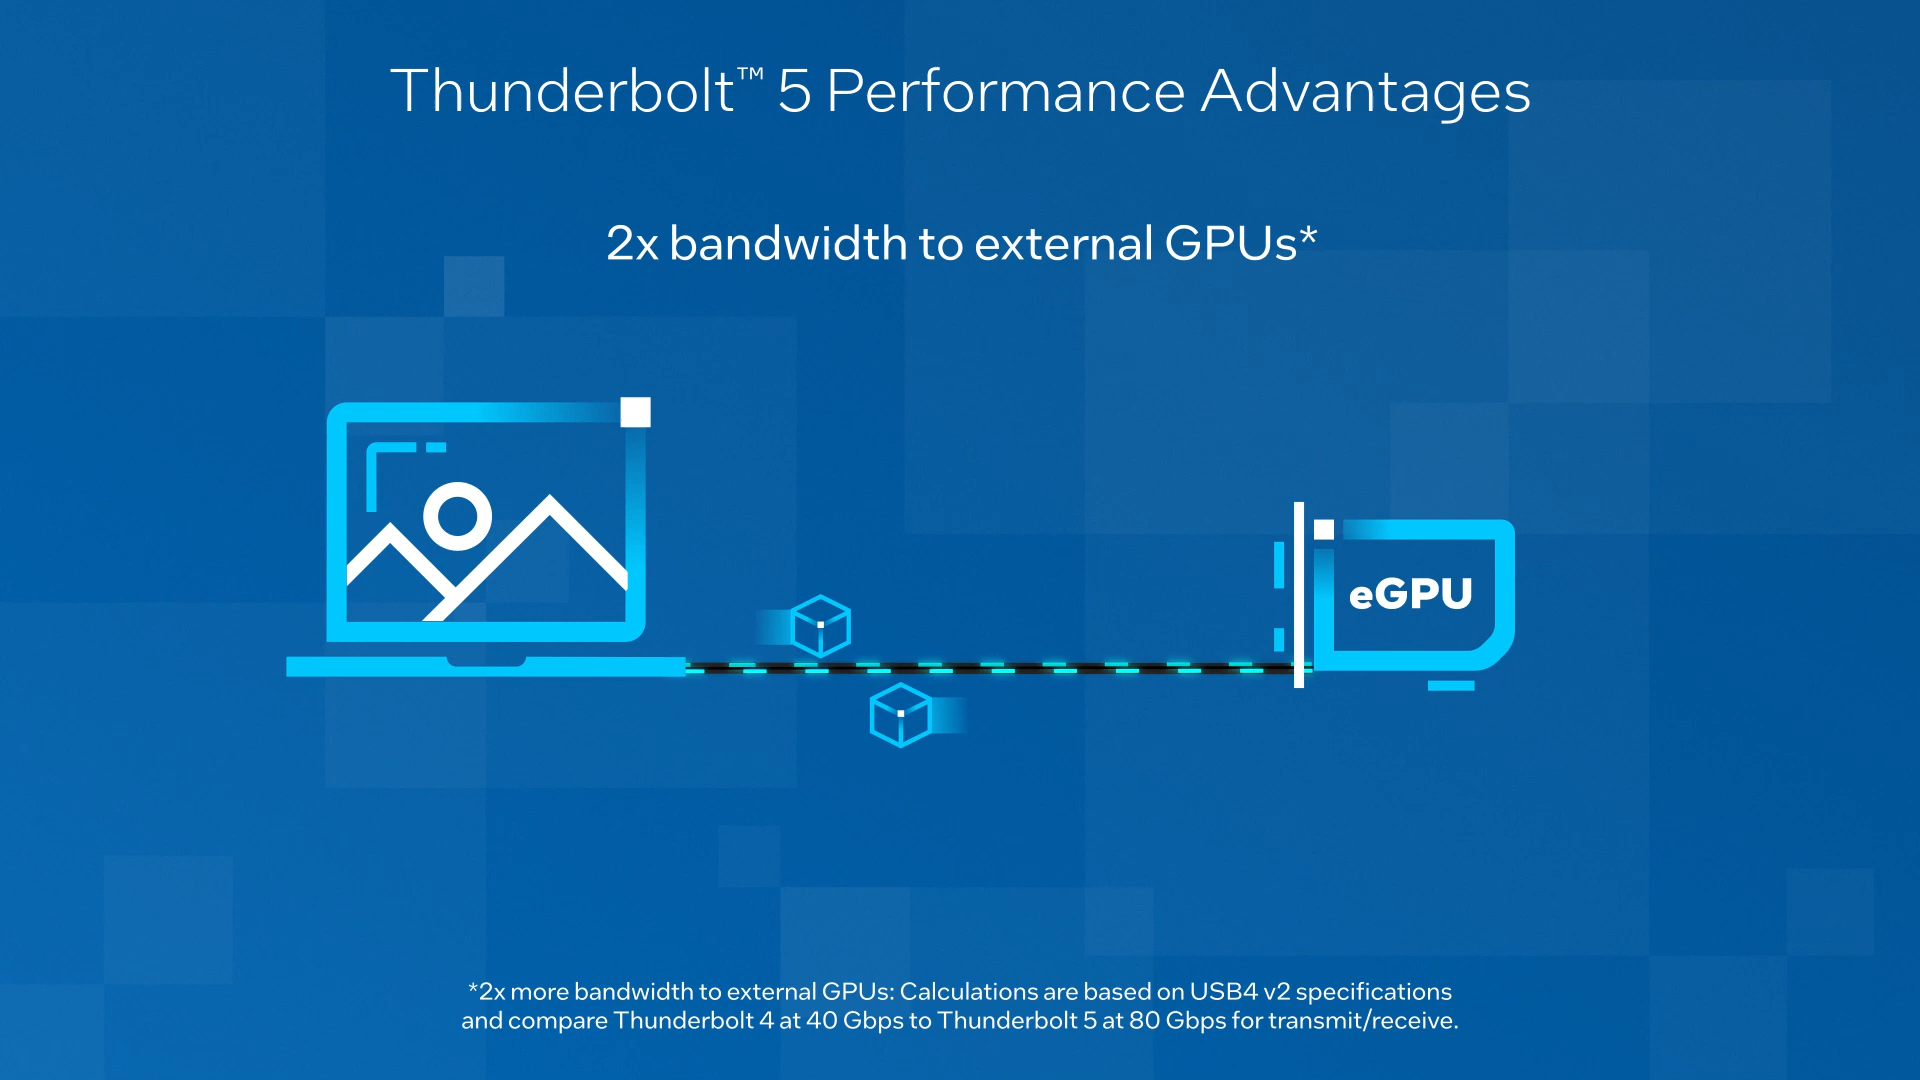 Thunderbolt™ 5 Performance Advantages
2x bandwidth to external GPUs*
eGPU
*2x more bandwidth to external GPUs: Calculations are based on USB4 v2 specifications
and compare Thunderbolt 4 at 40 Gbps to Thunderbolt 5 at 80 Gbps for transmit/receive.